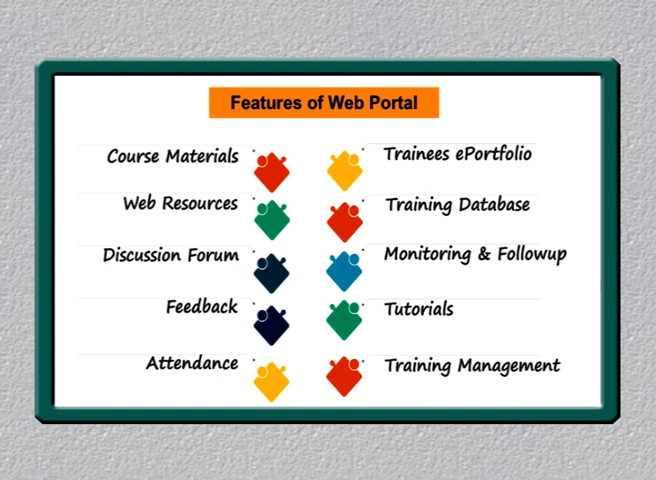 Features of Web Portal
Course Materials
Trainees ePortfolio
Web Resources
Training Database
Discussion Forum
Monitoring & Followup
Feedback
Tutorials
Attendance
Training Management